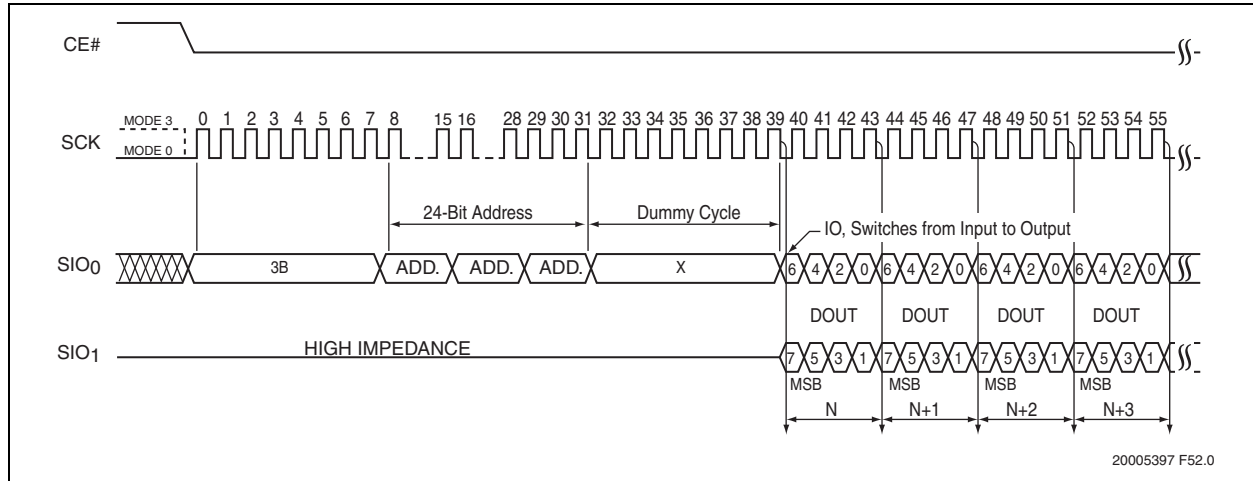 CE#
MODE 3 0 1 2 3 4 5 6 7 8 15 16 28 29 30 31 32 33 34 35 36 37 38 39 40 41 42 43 44 45 46 47 48 49 50 51 52 53 54 55
SCK
MODE 0
24-Bit Address Dummy Cycle
IO, Switches from Input to Output
SIO0 3B ADD. ADD. ADD. X 6 4 2 0 6 4 2 0 6 4 2 0 6 4 2 0
DOUT DOUT DOUT DOUT
SIO1 HIGH IMPEDANCE 7 5 3 1 7 5 3 1 7 5 3 1 7 5 3 1
MSB MSB MSB MSB
N N+1 N+2 N+3
20005397 F52.0